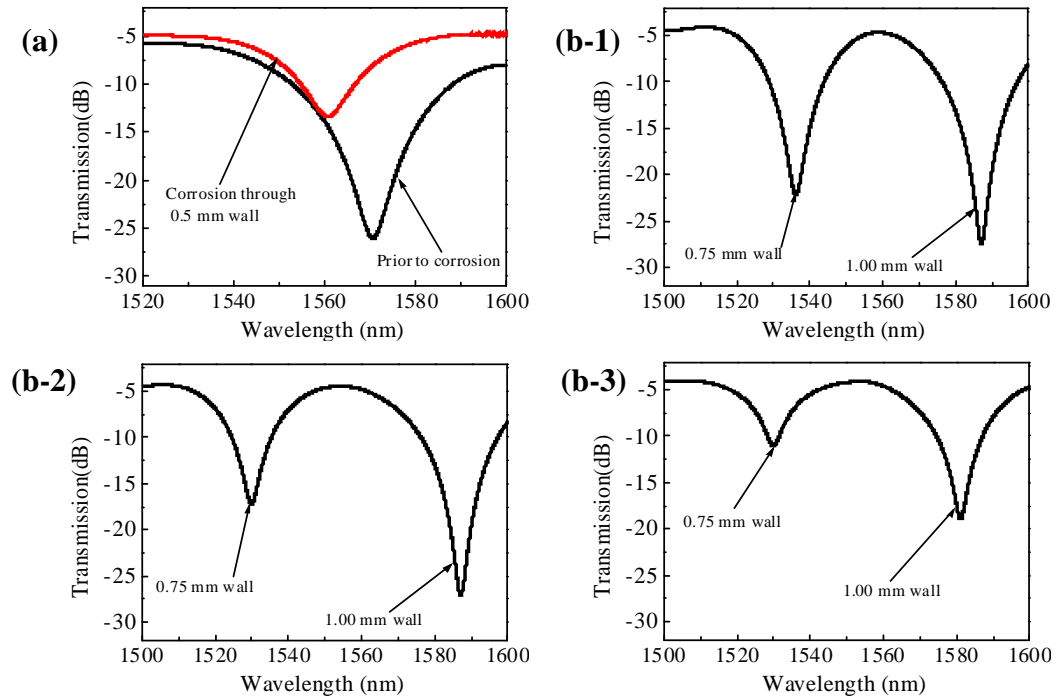 (a)
-5
-10
-15
-20
-25
-30
Transmission(dB)
Corrosion through
0.5 mm wall
Prior to corrosion
1520
1540
1560
1580
1600
Wavelength (nm)
(b-1)
-5
-10
-15
-20
-25
-30
Transmission(dB)
0.75 mm wall
1.00 mm wall
1500
1520
1540
1560
1580
1600
Wavelength (nm)
(b-2)
-5
-10
-15
-20
-25
-30
Transmission(dB)
0.75 mm wall
1.00 mm wall
1500
1520
1540
1560
1580
1600
Wavelength (nm)
(b-3)
-5
-10
-15
-20
-25
-30
Transmission(dB)
0.75 mm wall
1.00 mm wall
1500
1520
1540
1560
1580
1600
Wavelength (nm)